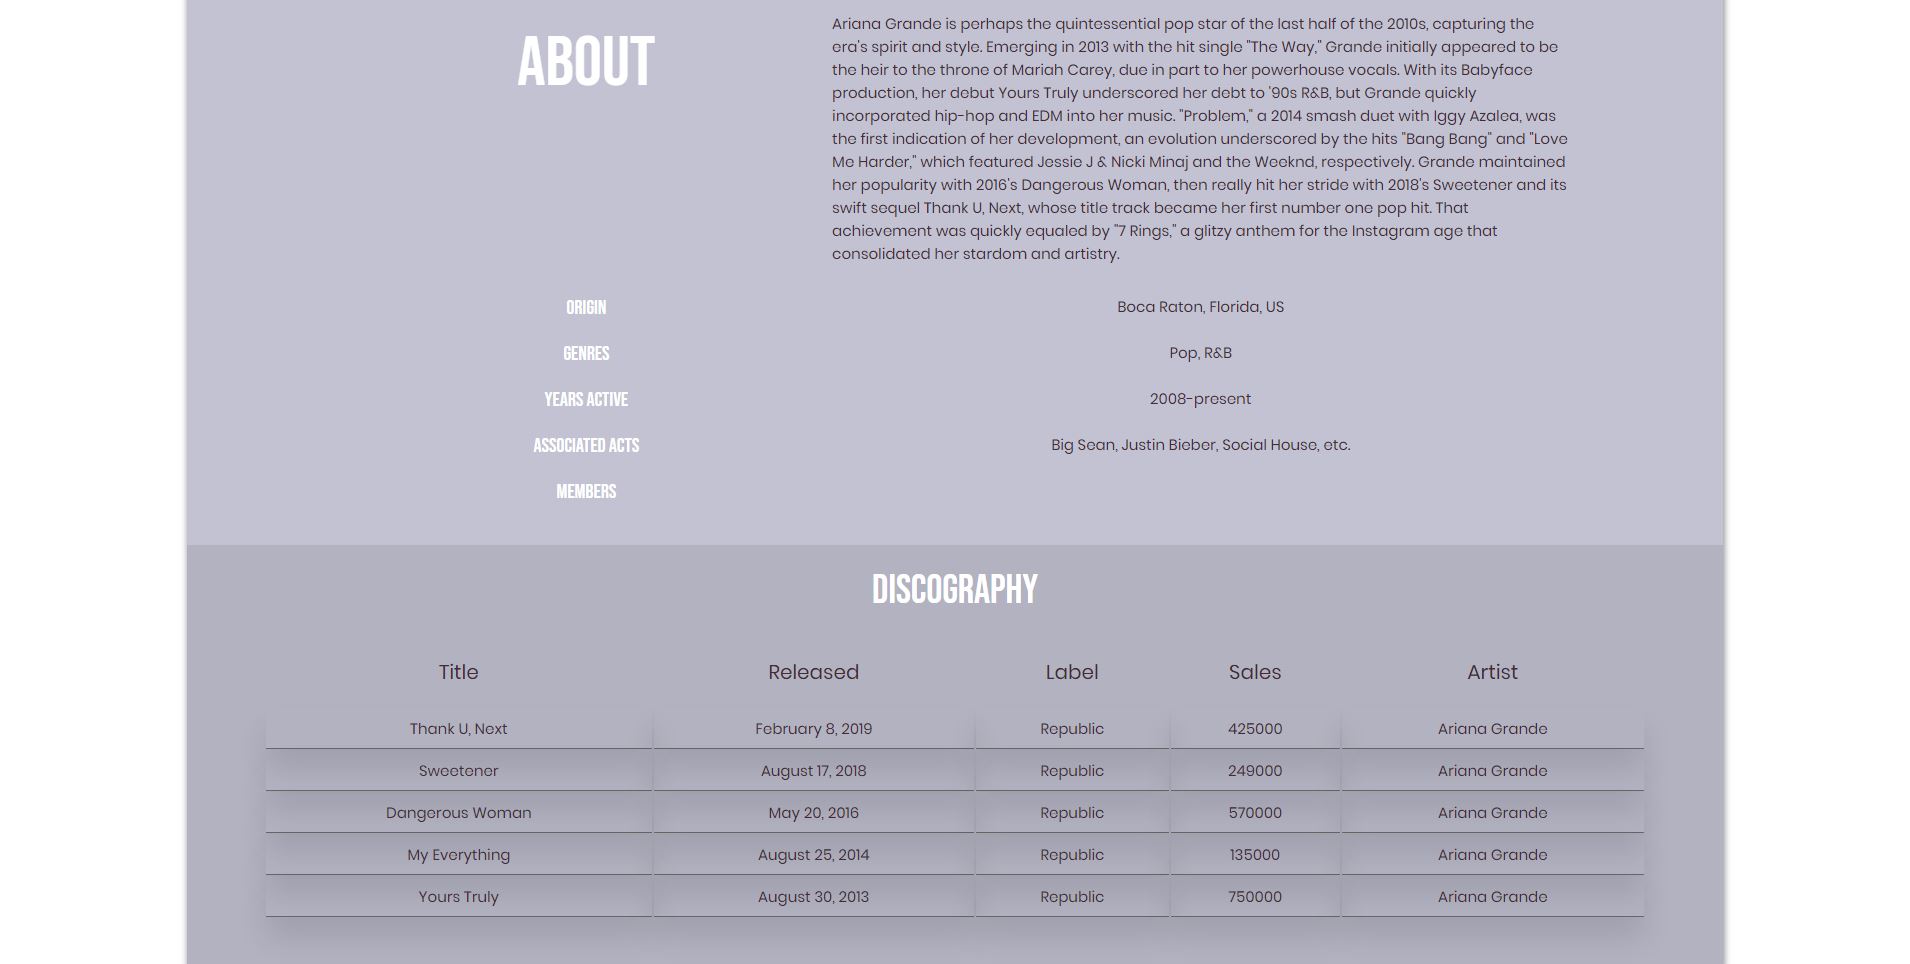 ABOUT
Ariana Grande is perhaps the quintessential pop star of the last half of the 2010s, capturing the
era's spirit and style. Emerging in 2013 with the hit single "The Way," Grande initially appeared to be
the heir to the throne of Mariah Carey, due in part to her powerhouse vocals. With its Babyface
production, her debut Yours Truly underscored her debt to '90s R&B, but Grande quickly
incorporated hip-hop and EDM into her music. "Problem," a 2014 smash duet with Iggy Azalea, was
the first indication of her development, an evolution underscored by the hits "Bang Bang" and "Love
Me Harder," which featured Jessie J & Nicki Minaj and the Weeknd, respectively. Grande maintained
her popularity with 2016's Dangerous Woman, then really hit her stride with 2018's Sweetener and its
swift sequel Thank U, Next, whose title track became her first number one pop hit. That
achievement was quickly equaled by "7 Rings," a glitzy anthem for the Instagram age that
consolidated her stardom and artistry.
ORIGIN Boca Raton, Florida, US
GENRES Pop, R&B
YEARS ACTIVE 2008-present
ASSOCIATED ACTS Big Sean, Justin Bieber, Social House, etc.
MEMBERS
DISCOGRAPHY
Title Released Label Sales Artist
Thank U, Next February 8, 2019 Republic 425000 Ariana Grande
Sweetener August 17, 2018 Republic 249000 Ariana Grande
Dangerous Woman May 20, 2016 Republic 570000 Ariana Grande
My Everything August 25, 2014 Republic 135000 Ariana Grande
Yours Truly August 30, 2013 Republic 750000 Ariana Grande